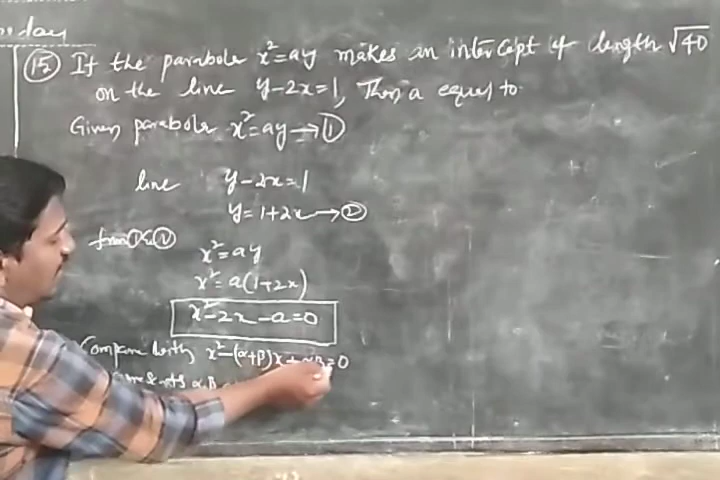 day
(15) If the parabola x²=ay makes an intercept of length √40
on the line y-2x=1, Then a equal to.
Given parabola x²=ay→①
line y-2x=1
y=1+2x→②
from ① & ②
x²=ay
x²=a(1+2x)
x²-2x-a=0
Compare with x²-(α+β)x+αβ=0
α, β